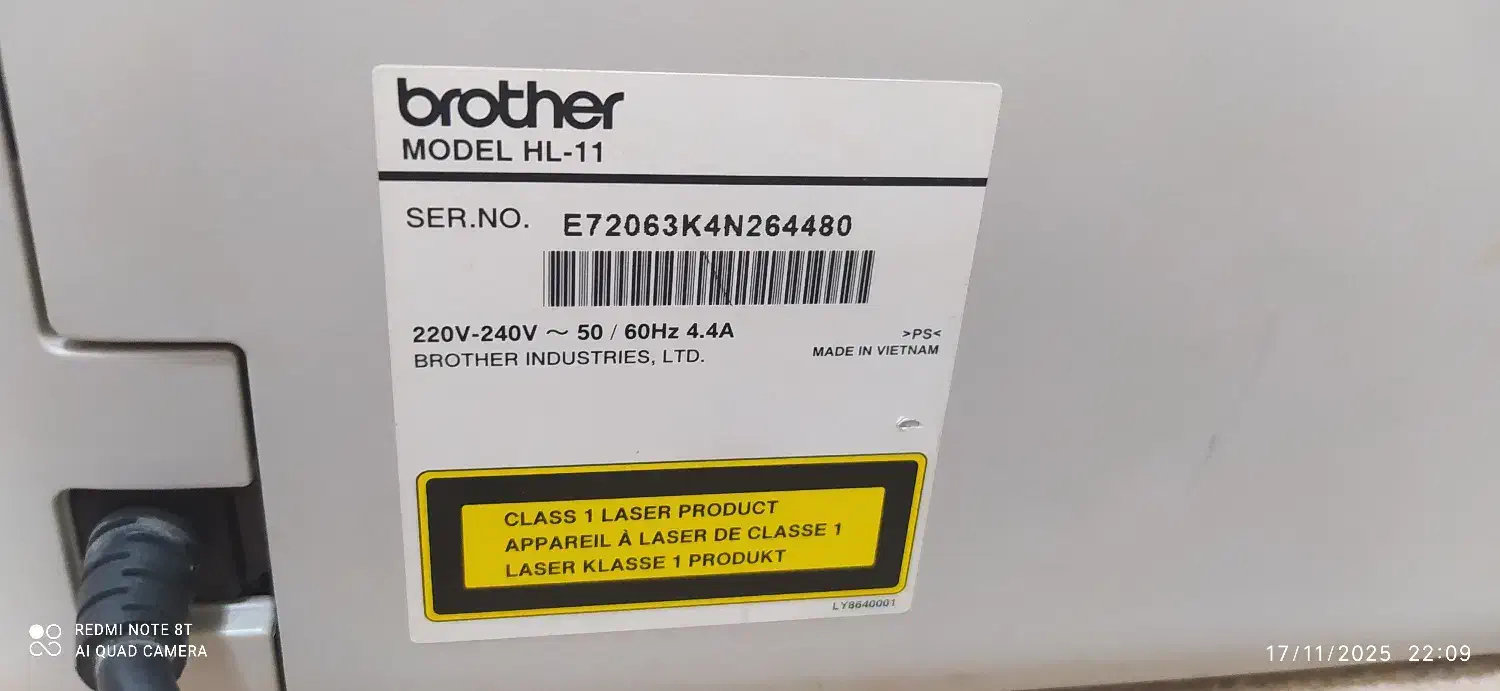 brother
MODEL HL-11
SER.NO. E72063K4N264480
220V-240V ～ 50 / 60Hz 4.4A
BROTHER INDUSTRIES, LTD.
>PS<
MADE IN VIETNAM
CLASS 1 LASER PRODUCT
APPAREIL À LASER DE CLASSE 1
LASER KLASSE 1 PRODUKT
LY8640001
REDMI NOTE 8T
AI QUAD CAMERA
17/11/2025 22:09